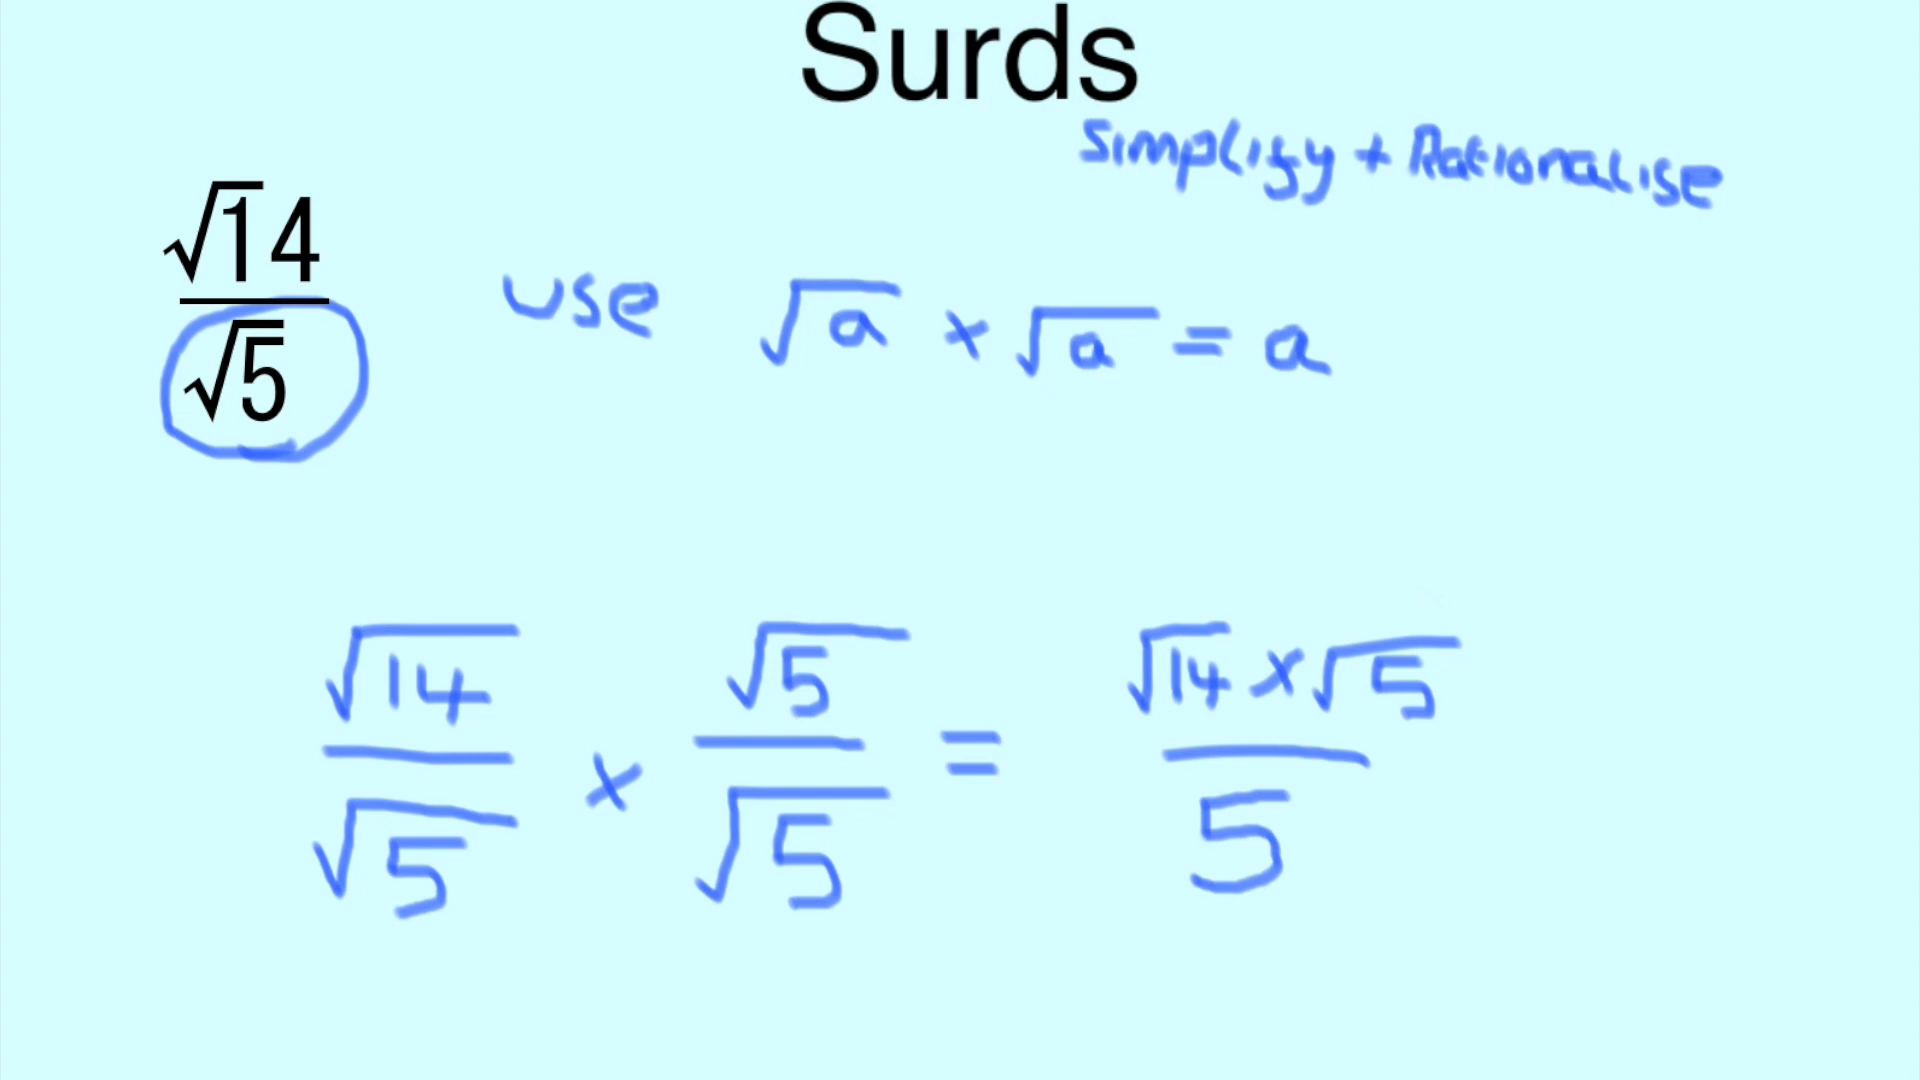 Surds
Simplify + Rationalise
√14
√5
use √a × √a = a
√14 × √5 = √14 × √5
√5 √5 5